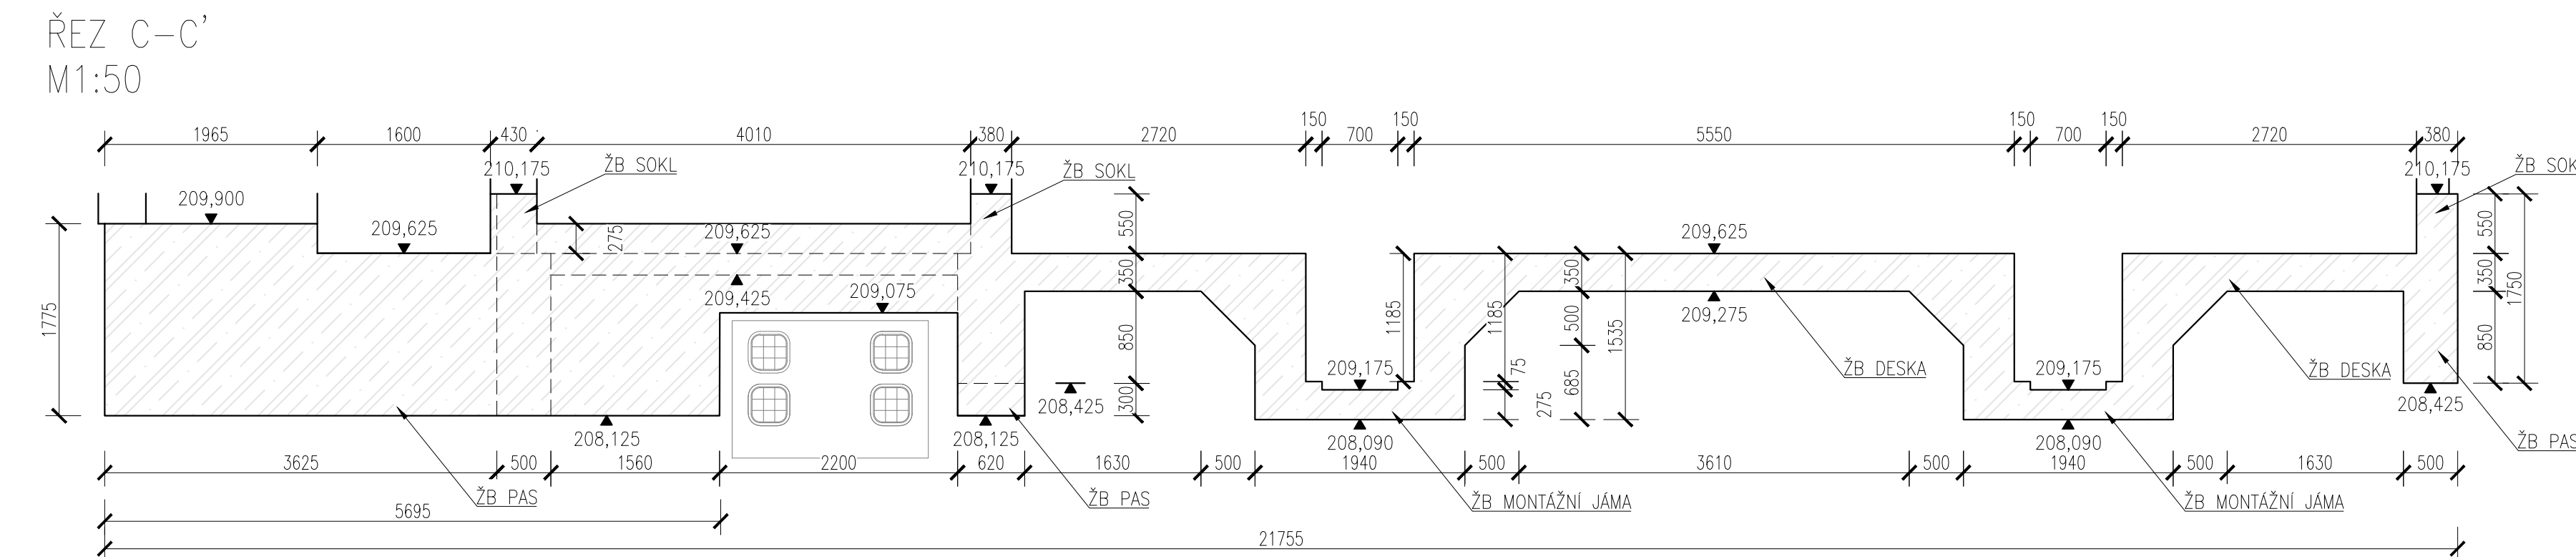 ŘEZ C-C'
M1:50
150 150 150 150
1965 1600 430 4010 380 2720 700 5550 700 2720 380
210,175 ŽB SOKL 210,175 ŽB SOKL 210,175 ŽB SOK
209,900 209,625 275 209,625 550 209,625 550
209,425 209,075 350 350 350 1750
1775 850 1185 1185 500 1535 209,275 850
209,175 75 685 ŽB DESKA 209,175 ŽB DESKA
208,425 300 275 208,425
208,125 208,125 208,090 208,090 ŽB PAS
3625 500 1560 2200 620 1630 500 1940 500 3610 500 1940 500 1630 500
ŽB PAS ŽB PAS ŽB MONTÁŽNÍ JÁMA ŽB MONTÁŽNÍ JÁMA
5695
21755